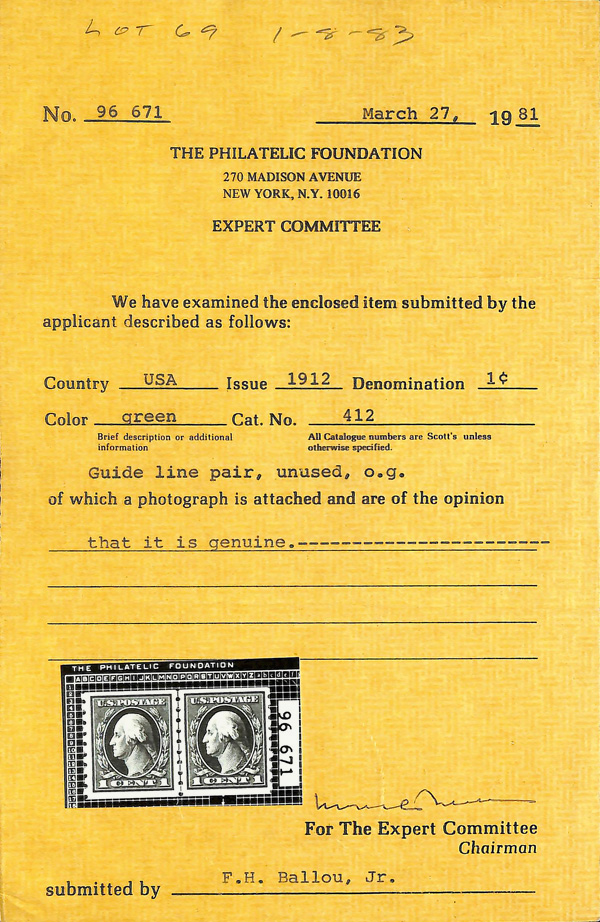 LOT 69 1-8-83
No. 96 671 March 27, 19 81
THE PHILATELIC FOUNDATION
270 MADISON AVENUE
NEW YORK, N.Y. 10016
EXPERT COMMITTEE
We have examined the enclosed item submitted by the
applicant described as follows:
Country USA Issue 1912 Denomination 1¢
Color green Cat. No. 412
Brief description or additional
information
All Catalogue numbers are Scott's unless
otherwise specified.
Guide line pair, unused, o.g.
of which a photograph is attached and are of the opinion
that it is genuine.----------------------------
THE PHILATELIC FOUNDATION
ABCDEFGHIJKLMNOPQRSTUVWXYZ
U.S.POSTAGE U.S.POSTAGE
1 CENT 1 1 CENT 1
96 671
For The Expert Committee
Chairman
F.H. Ballou, Jr.
submitted by